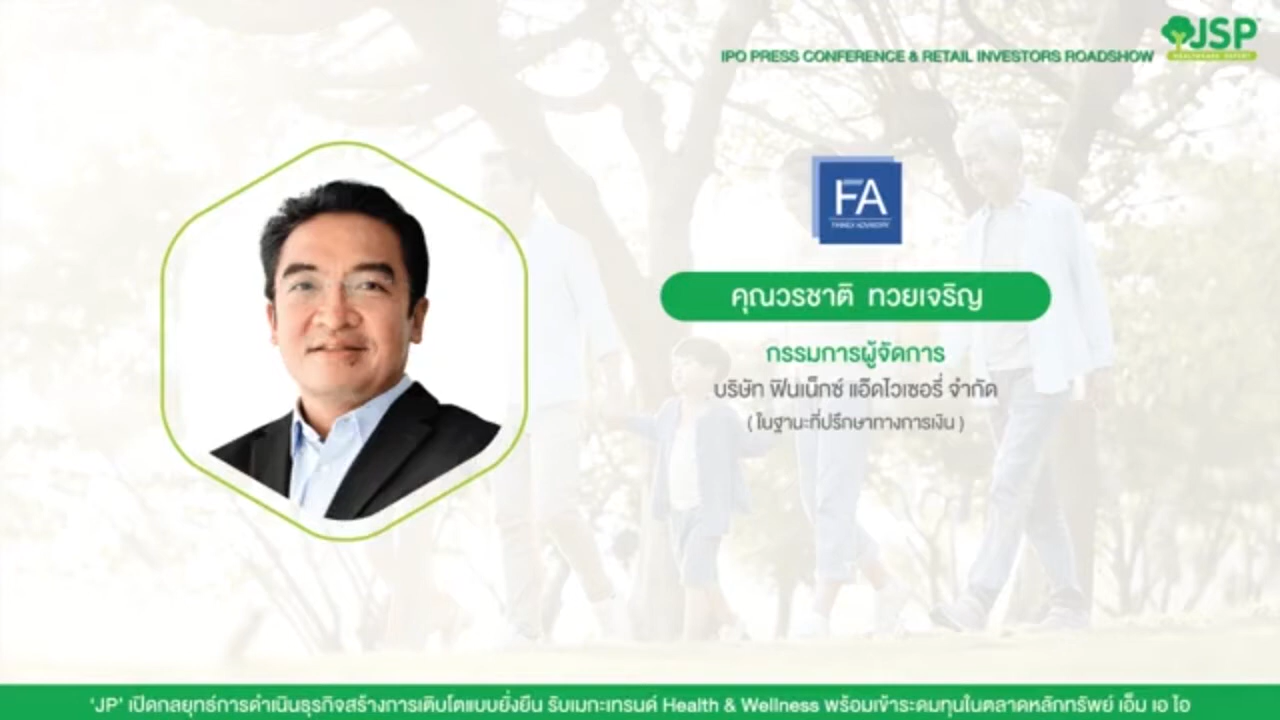 IPO PRESS CONFERENCE & RETAIL INVESTORS ROADSHOW
JSP
HEALTHCARE EXPERT
FA
FINNEX ADVISORY
คุณวรชาติ ทวยเจริญ
กรรมการผู้จัดการ
บริษัท ฟินเน็กซ์ แอ็ดไวเซอรี่ จำกัด
( ในฐานะที่ปรึกษาทางการเงิน )
'JP' เปิดกลยุทธ์การดำเนินธุรกิจสร้างการเติบโตแบบยั่งยืน รับเมกะเทรนด์ Health & Wellness พร้อมเข้าระดมทุนในตลาดหลักทรัพย์ เอ็ม เอ ไอ